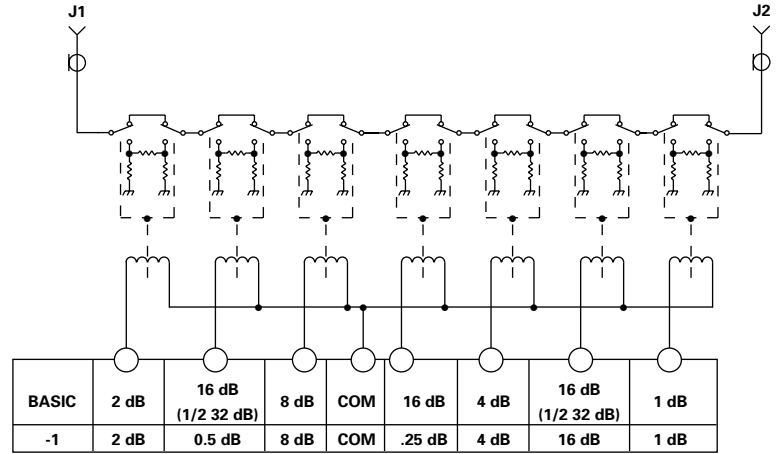 J1 J2
BASIC 2 dB 16 dB (1/2 32 dB) 8 dB COM 16 dB 4 dB 16 dB (1/2 32 dB) 1 dB
-1 2 dB 0.5 dB 8 dB COM .25 dB 4 dB 16 dB 1 dB